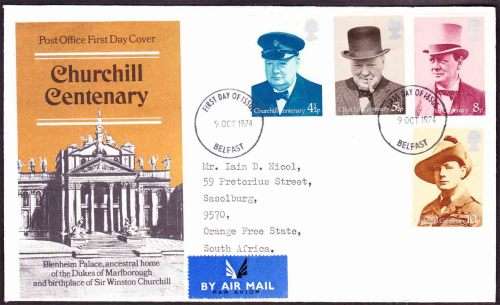 Post Office First Day Cover
Churchill
Centenary
Blenheim Palace, ancestral home
of the Dukes of Marlborough
and birthplace of Sir Winston Churchill
Churchill Centenary
4½p
Churchill Centenary
5½p
Churchill Centenary
8p
Churchill Centenary
10p
FIRST DAY OF ISSUE
9 OCT 1974
BELFAST
FIRST DAY OF ISSUE
9 OCT 1974
BELFAST
Mr. Iain D. Nicol,
59 Pretorius Street,
Sasolburg,
9570,
Orange Free State,
South Africa.
BY AIR MAIL
PAR AVION